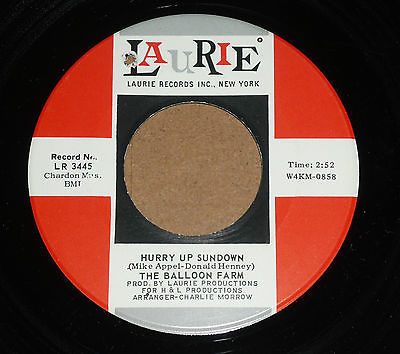 LAURIE®
LAURIE RECORDS INC., NEW YORK
Record No.
LR 3445
Chardon Mus.
BMI
Time: 2:52
W4KM-0858
HURRY UP SUNDOWN
(Mike Appel-Donald Henney)
THE BALLOON FARM
PROD. BY LAURIE PRODUCTIONS
FOR H & L PRODUCTIONS
ARRANGER-CHARLIE MORROW